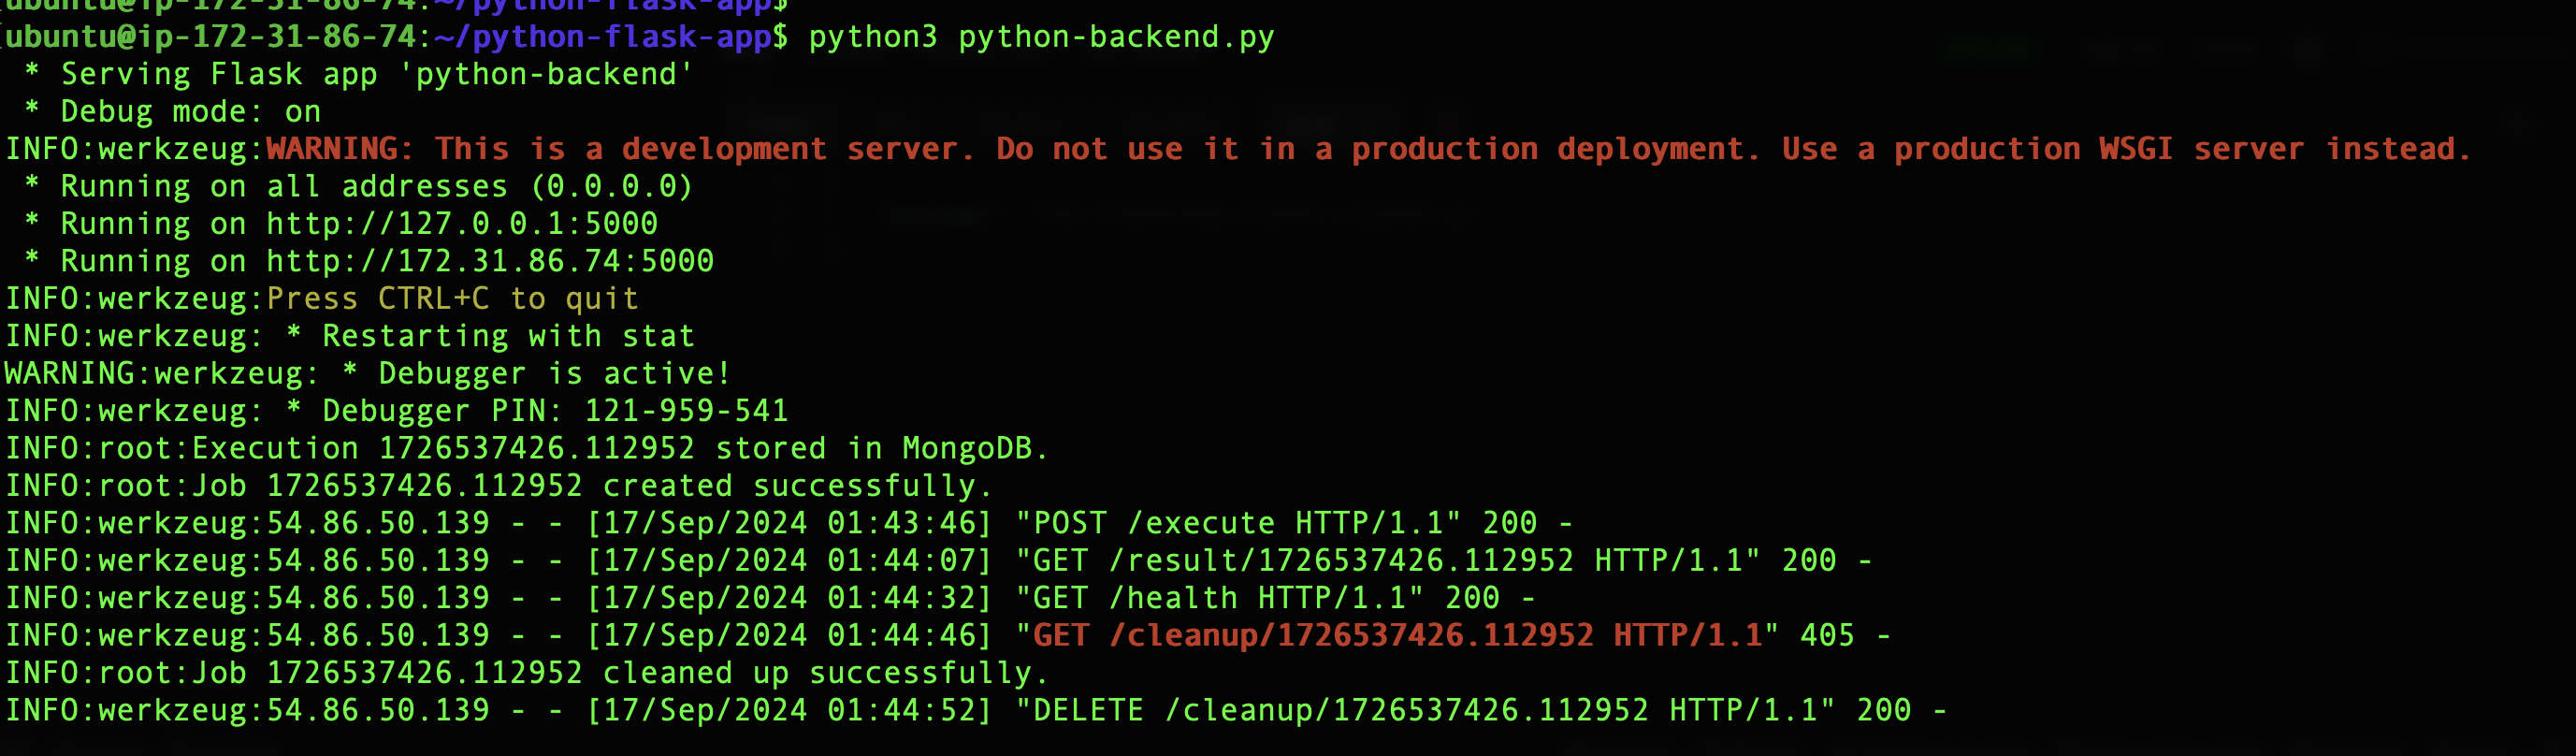 ubuntu@ip-172-31-86-74:~/python-flask-app$
ubuntu@ip-172-31-86-74:~/python-flask-app$ python3 python-backend.py
 * Serving Flask app 'python-backend'
 * Debug mode: on
INFO:werkzeug:WARNING: This is a development server. Do not use it in a production deployment. Use a production WSGI server instead.
 * Running on all addresses (0.0.0.0)
 * Running on http://127.0.0.1:5000
 * Running on http://172.31.86.74:5000
INFO:werkzeug:Press CTRL+C to quit
INFO:werkzeug: * Restarting with stat
WARNING:werkzeug: * Debugger is active!
INFO:werkzeug: * Debugger PIN: 121-959-541
INFO:root:Execution 1726537426.112952 stored in MongoDB.
INFO:root:Job 1726537426.112952 created successfully.
INFO:werkzeug:54.86.50.139 - - [17/Sep/2024 01:43:46] "POST /execute HTTP/1.1" 200 -
INFO:werkzeug:54.86.50.139 - - [17/Sep/2024 01:44:07] "GET /result/1726537426.112952 HTTP/1.1" 200 -
INFO:werkzeug:54.86.50.139 - - [17/Sep/2024 01:44:32] "GET /health HTTP/1.1" 200 -
INFO:werkzeug:54.86.50.139 - - [17/Sep/2024 01:44:46] "GET /cleanup/1726537426.112952 HTTP/1.1" 405 -
INFO:root:Job 1726537426.112952 cleaned up successfully.
INFO:werkzeug:54.86.50.139 - - [17/Sep/2024 01:44:52] "DELETE /cleanup/1726537426.112952 HTTP/1.1" 200 -